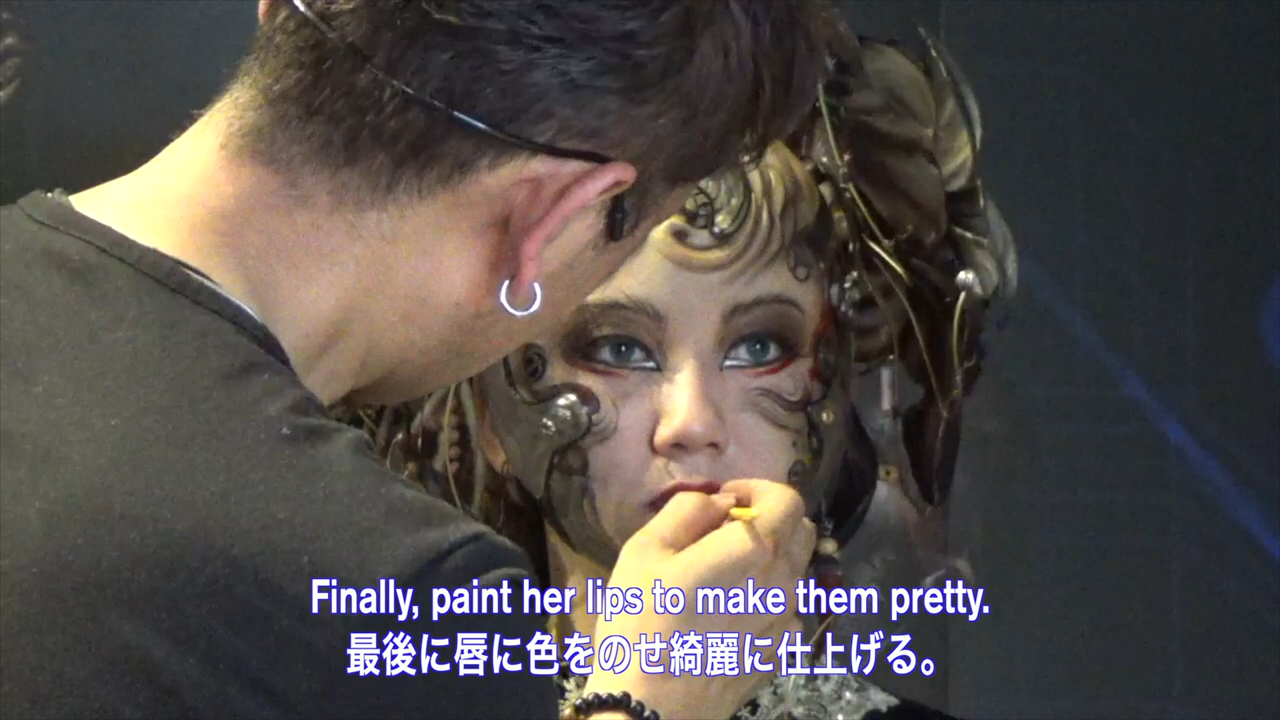 Finally, paint her lips to make them pretty.
最後に唇に色をのせ綺麗に仕上げる。